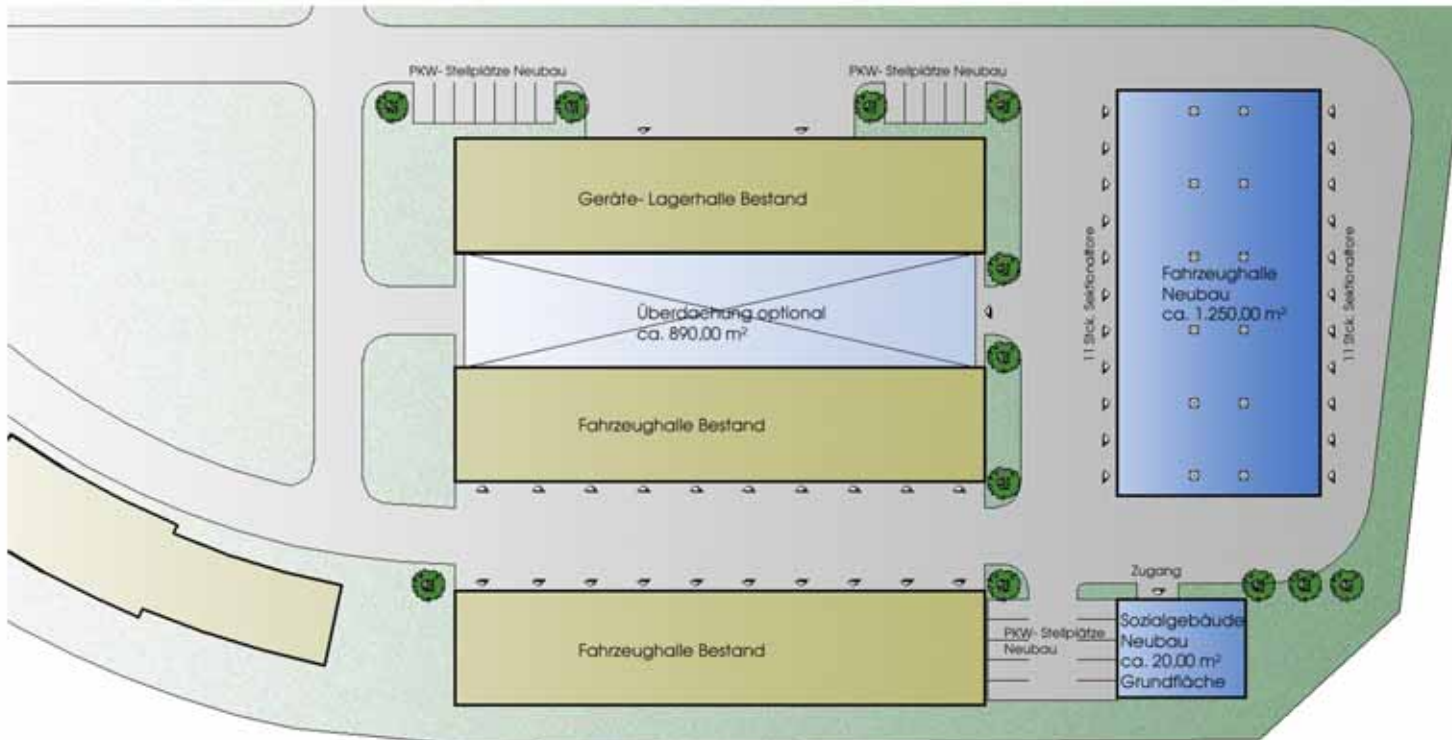 PKW- Stellplätze Neubau
PKW- Stellplätze Neubau
Geräte- Lagerhalle Bestand
Überdachung optional
ca. 890,00 m²
Fahrzeughalle Bestand
11 Stck. Sektionaltore
Fahrzeughalle
Neubau
ca. 1.250,00 m²
11 Stck. Sektionaltore
Fahrzeughalle Bestand
PKW- Stellplätze
Neubau
Zugang
Sozialgebäude
Neubau
ca. 20,00 m²
Grundfläche